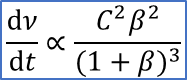 dν/dt ∝ C²β²/(1 + β)³